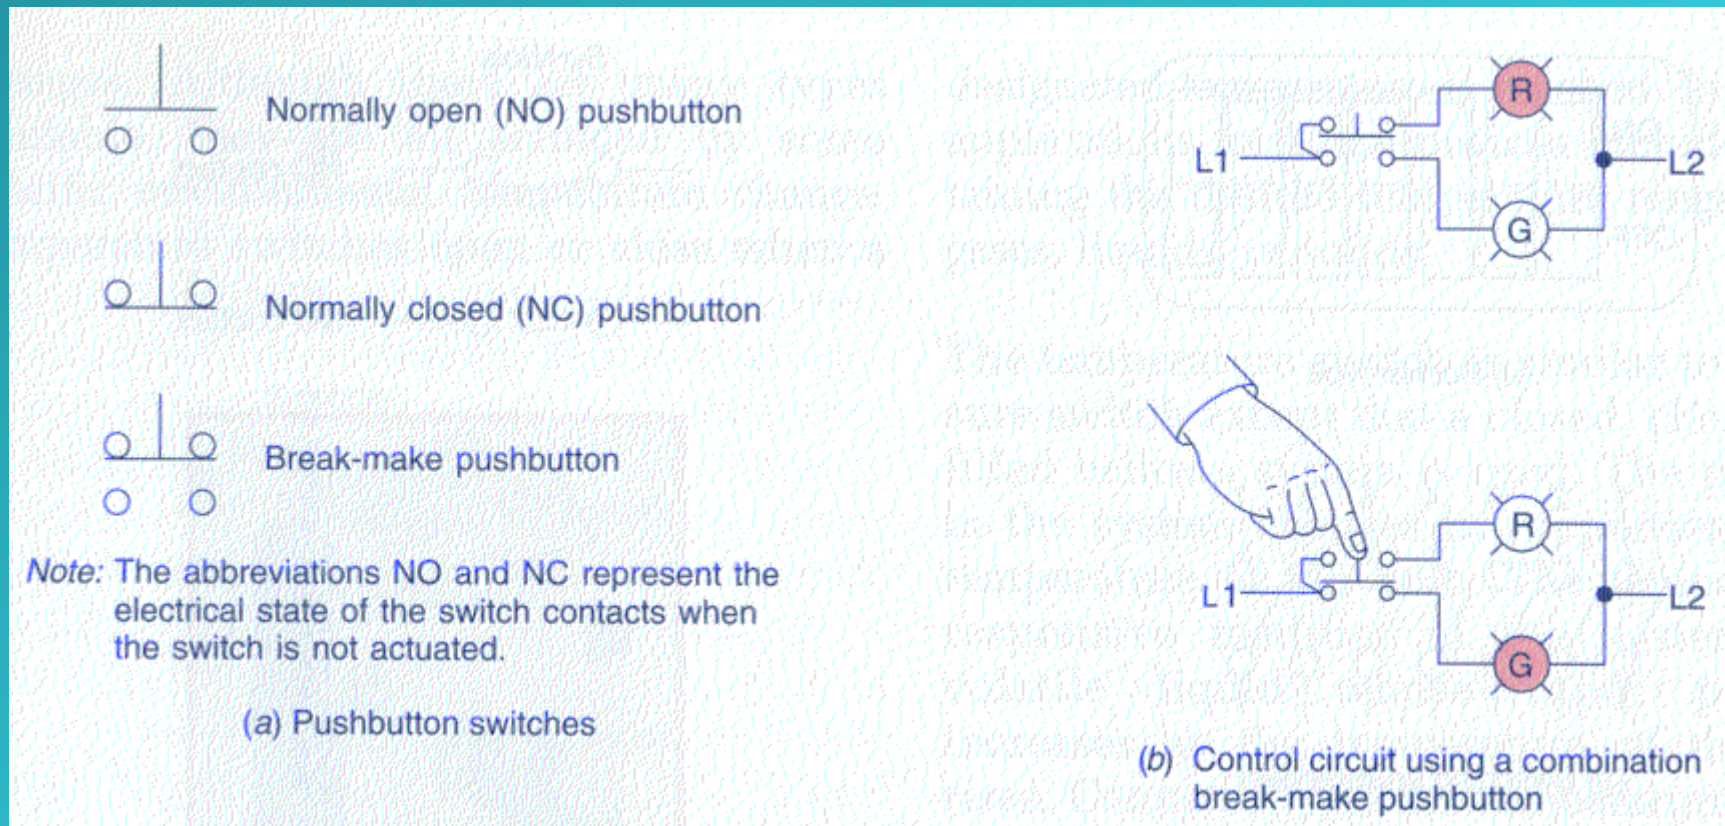 Normally open (NO) pushbutton
Normally closed (NC) pushbutton
Break-make pushbutton
Note: The abbreviations NO and NC represent the
electrical state of the switch contacts when
the switch is not actuated.
(a) Pushbutton switches
R
L1
L2
G
R
L1
L2
G
(b) Control circuit using a combination
break-make pushbutton